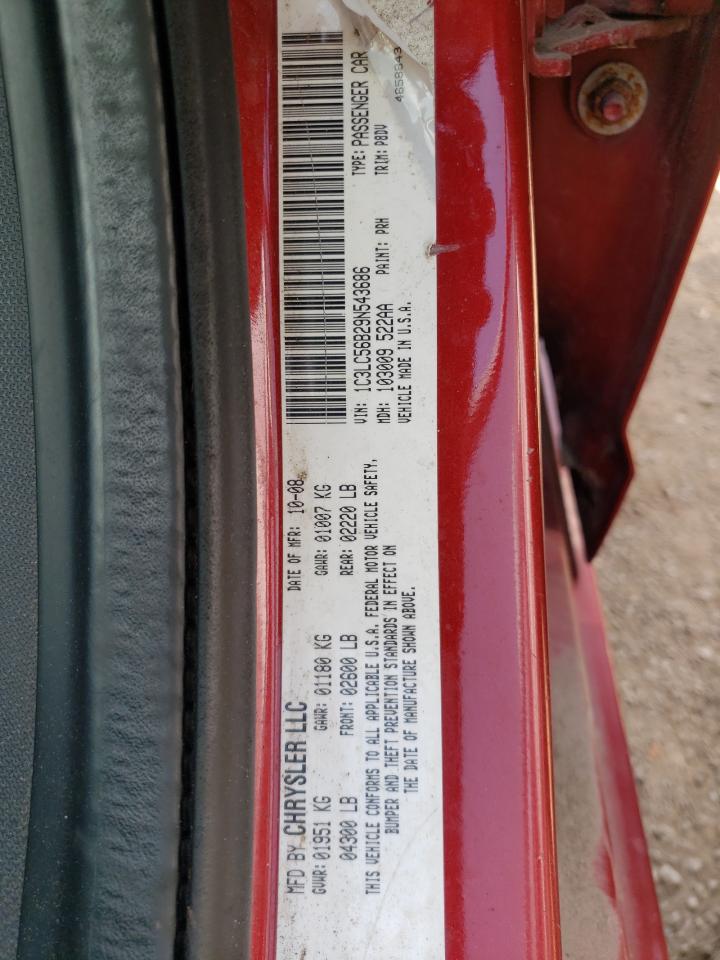 MFD BY CHRYSLER LLC DATE OF MFR: 10-08
GVWR: 01951 KG GAWR: 01180 KG GAWR: 01007 KG
04300 LB FRONT: 02600 LB REAR: 02220 LB
THIS VEHICLE CONFORMS TO ALL APPLICABLE U.S.A. FEDERAL MOTOR VEHICLE SAFETY,
BUMPER AND THEFT PREVENTION STANDARDS IN EFFECT ON
THE DATE OF MANUFACTURE SHOWN ABOVE.
VIN: 1C3LC56B29N543686 TYPE: PASSENGER CAR
MDH: 103009 522AA PAINT: PRH TRIM: P8DV
VEHICLE MADE IN U.S.A.
4658643